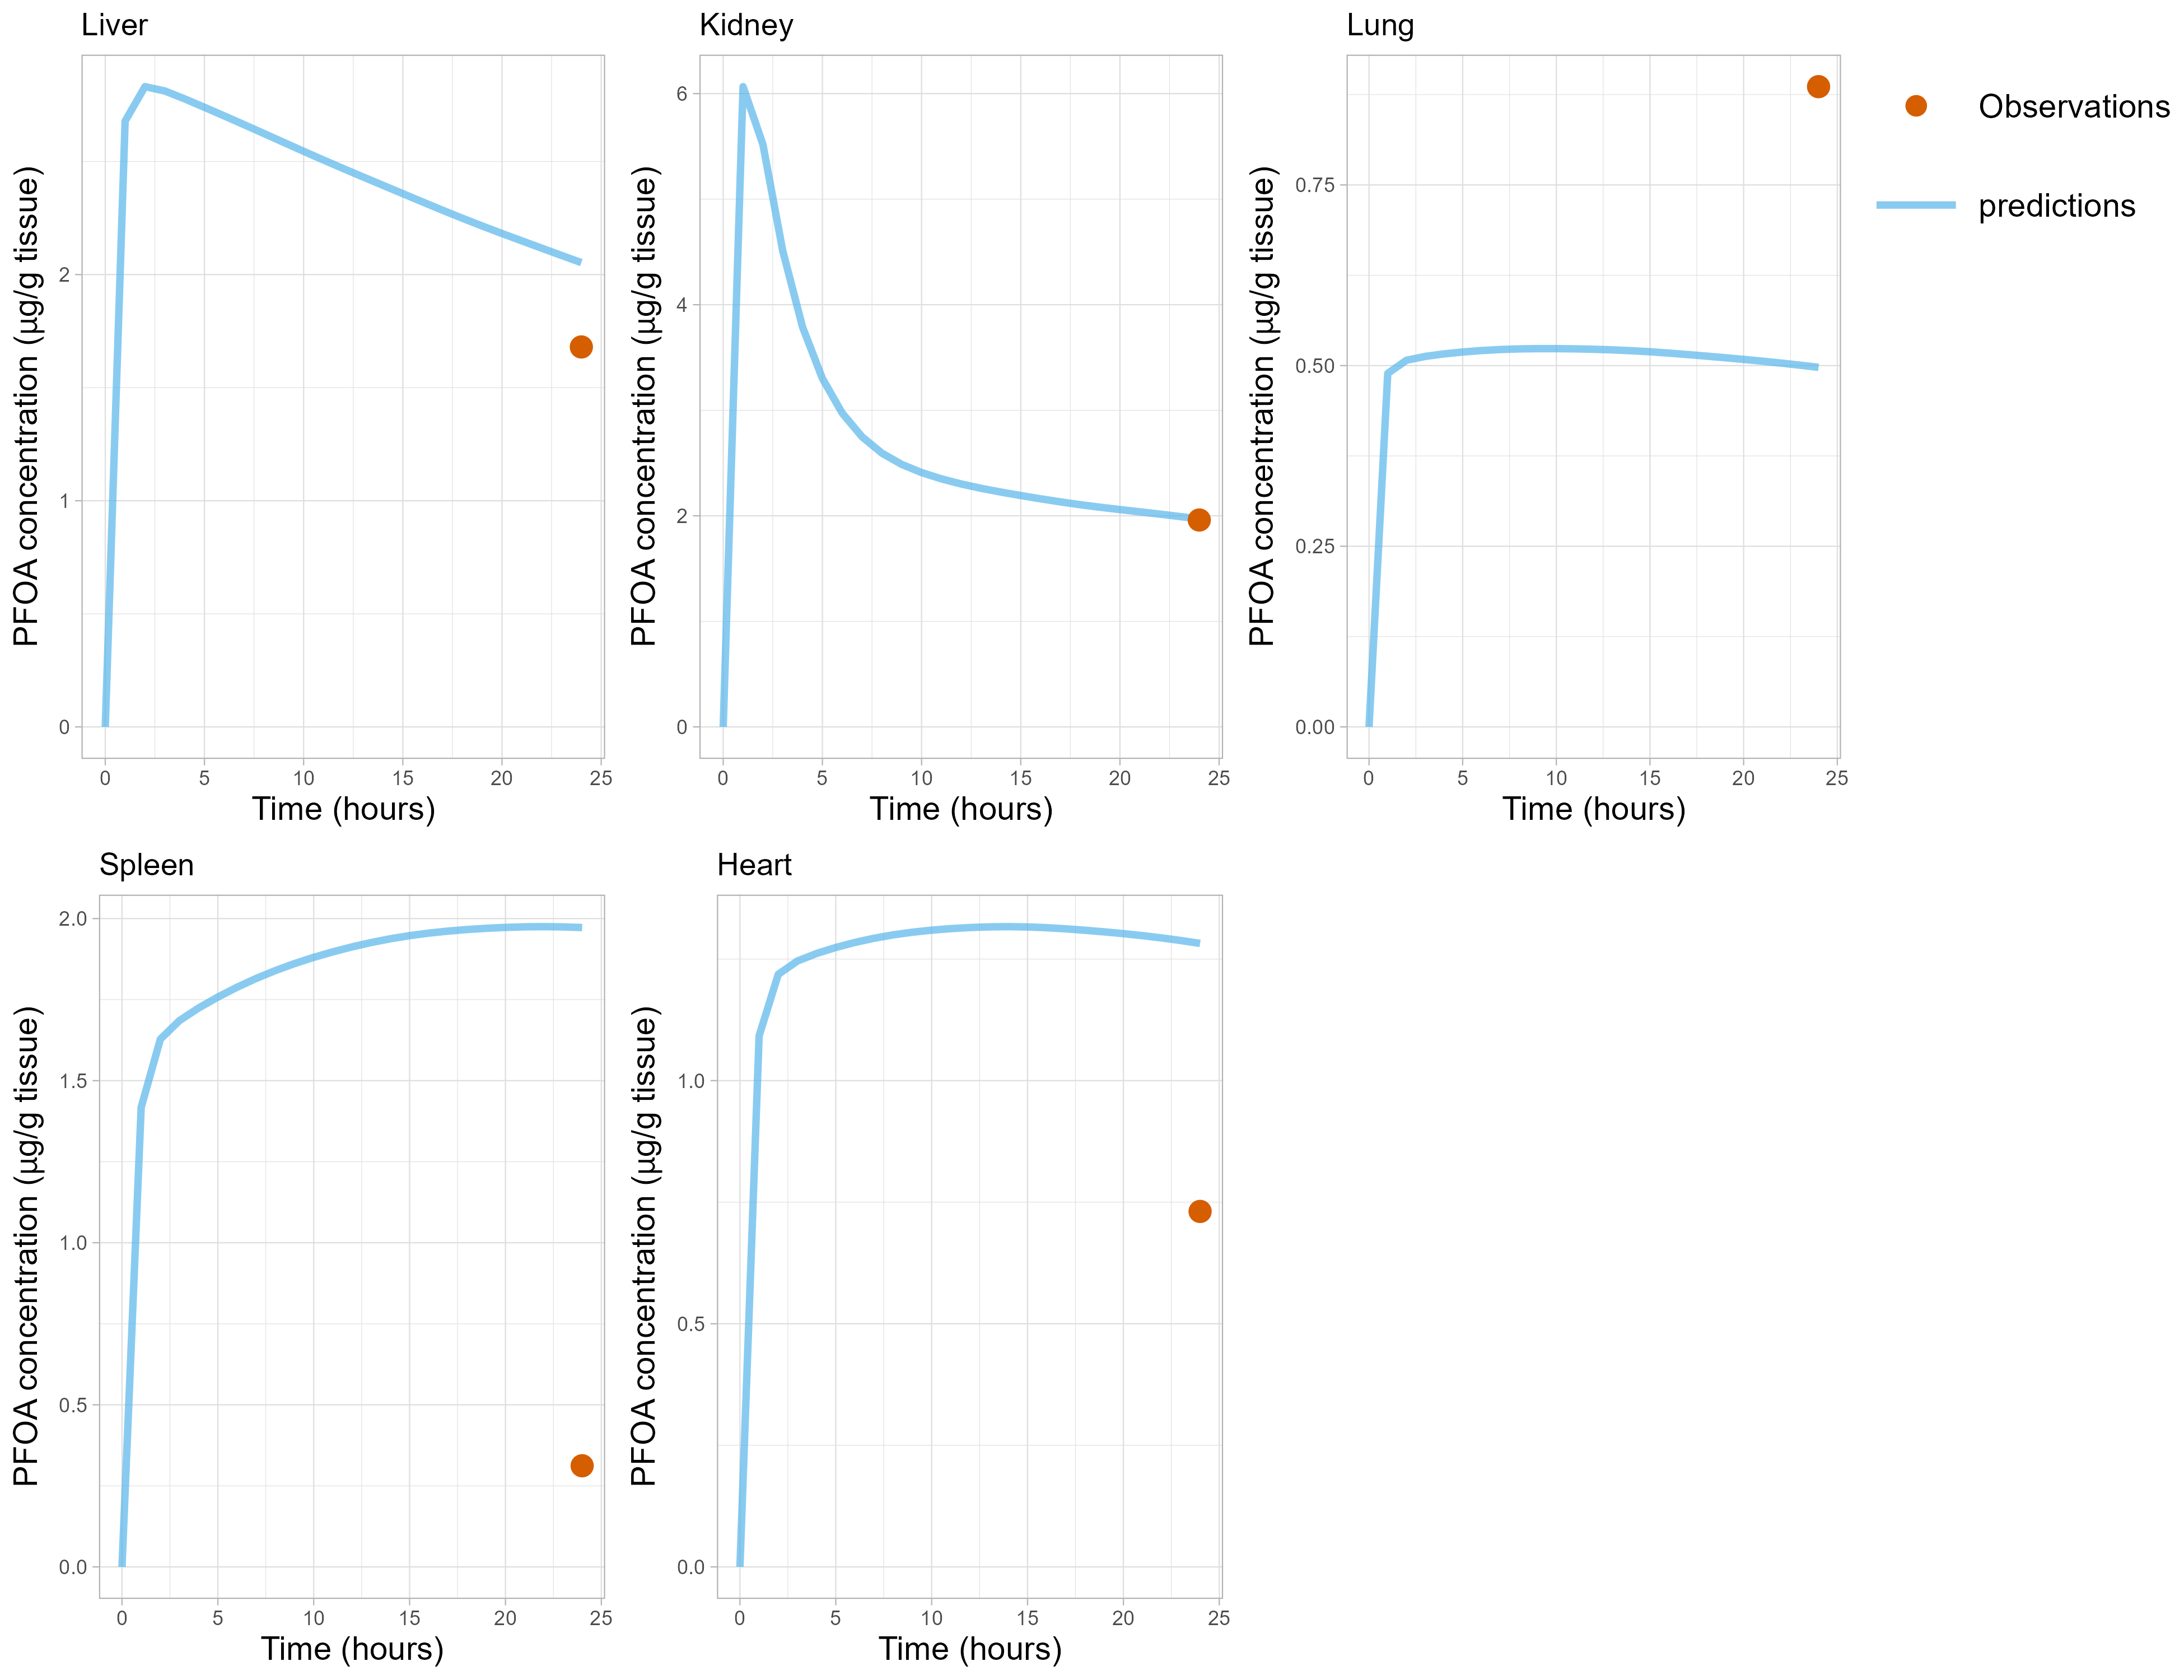 Liver
PFOA concentration (µg/g tissue)
2
1
0
0 5 10 15 20 25
Time (hours)
Kidney
PFOA concentration (µg/g tissue)
6
4
2
0
0 5 10 15 20 25
Time (hours)
Lung
PFOA concentration (µg/g tissue)
0.75
0.50
0.25
0.00
0 5 10 15 20 25
Time (hours)
Observations
predictions
Spleen
PFOA concentration (µg/g tissue)
2.0
1.5
1.0
0.5
0.0
0 5 10 15 20 25
Time (hours)
Heart
PFOA concentration (µg/g tissue)
1.0
0.5
0.0
0 5 10 15 20 25
Time (hours)